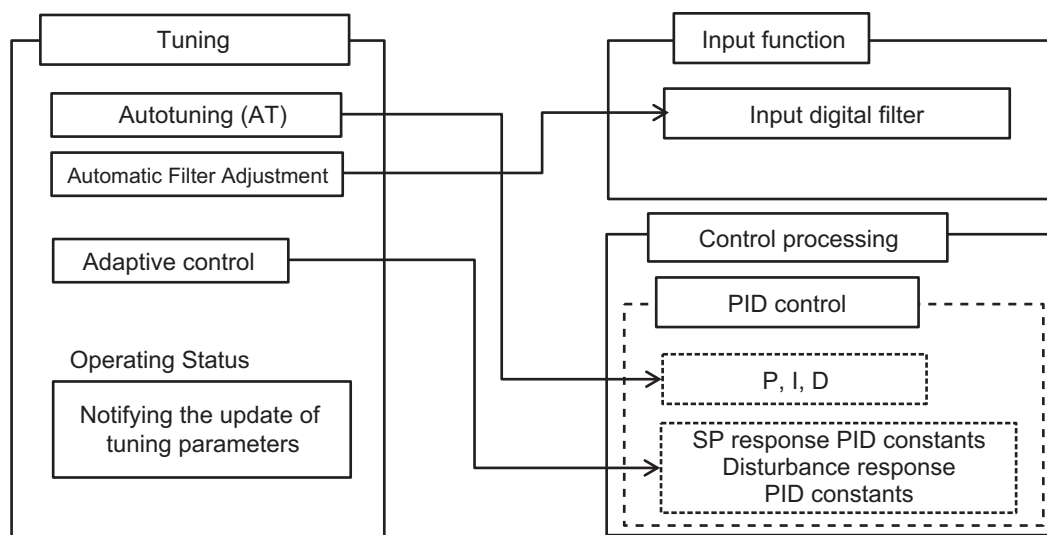 Tuning
Autotuning (AT)
Automatic Filter Adjustment
Adaptive control
Operating Status
Notifying the update of
tuning parameters
Input function
Input digital filter
Control processing
PID control
P, I, D
SP response PID constants
Disturbance response
PID constants